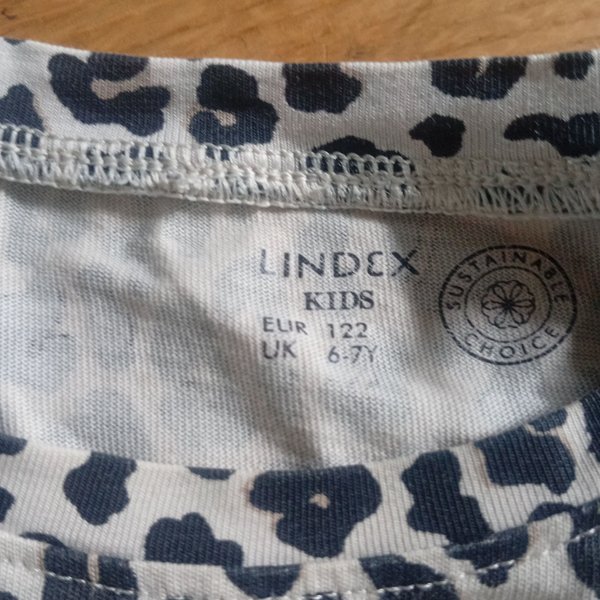 LINDEX
KIDS
EUR 122
UK 6-7Y
SUSTAINABLE
CHOICE